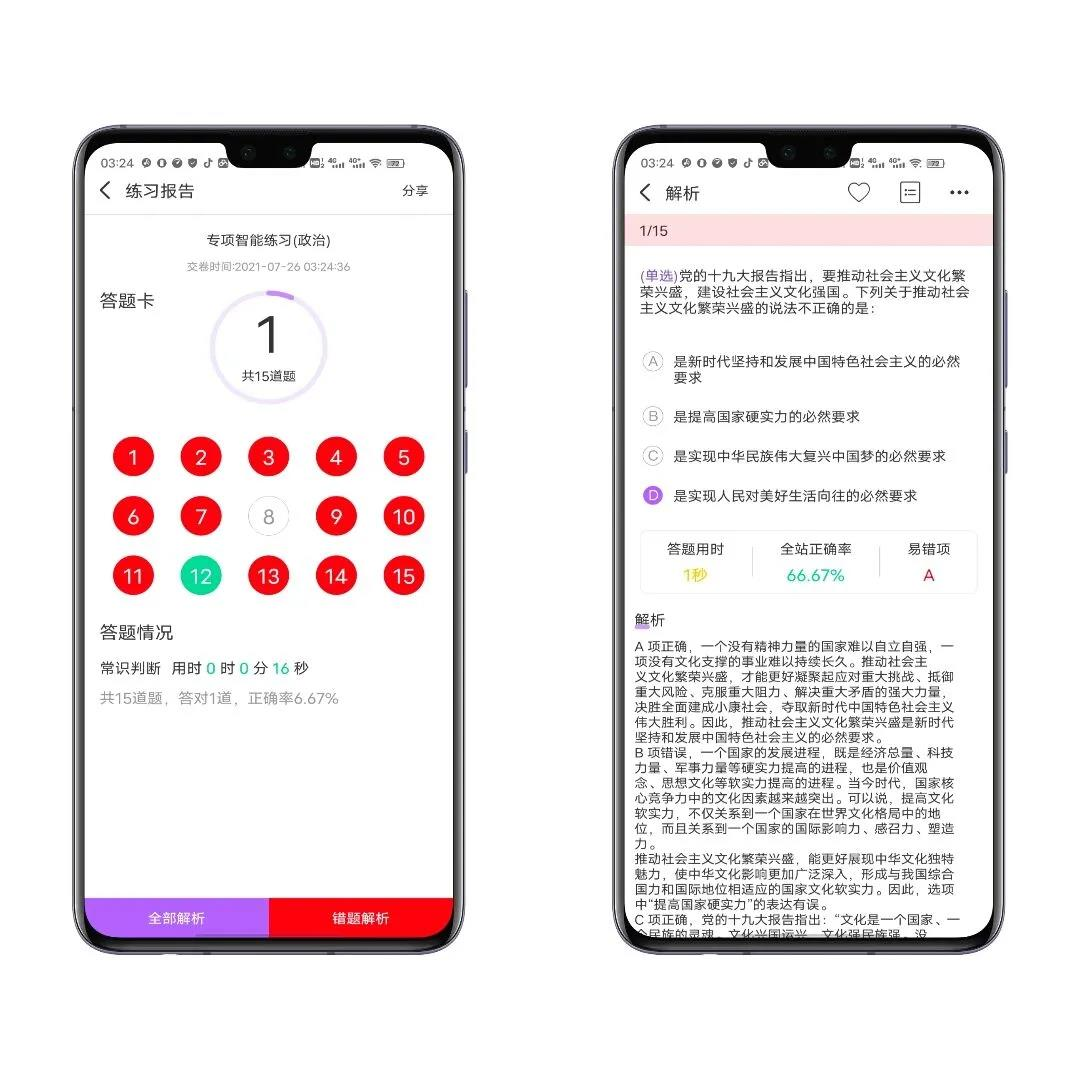 03:24
练习报告
分享
专项智能练习(政治)
交卷时间:2021-07-26 03:24:36
答题卡
1
共15道题
1 2 3 4 5
6 7 8 9 10
11 12 13 14 15
答题情况
常识判断 用时 0 时 0 分 16 秒
共15道题，答对1道，正确率6.67%
全部解析 错题解析
03:24
解析
1/15
(单选)党的十九大报告指出，要推动社会主义文化繁
荣兴盛，建设社会主义文化强国。下列关于推动社会
主义文化繁荣兴盛的说法不正确的是：
A 是新时代坚持和发展中国特色社会主义的必然
要求
B 是提高国家硬实力的必然要求
C 是实现中华民族伟大复兴中国梦的必然要求
D 是实现人民对美好生活向往的必然要求
答题用时 全站正确率 易错项
1秒 66.67% A
解析
A 项正确，一个没有精神力量的国家难以自立自强，一
项没有文化支撑的事业难以持续长久。推动社会主
义文化繁荣兴盛，才能更好凝聚起应对重大挑战、抵御
重大风险、克服重大阻力、解决重大矛盾的强大力量，
决胜全面建成小康社会，夺取新时代中国特色社会主义
伟大胜利。因此，推动社会主义文化繁荣兴盛是新时代
坚持和发展中国特色社会主义的必然要求。
B 项错误，一个国家的发展进程，既是经济总量、科技
力量、军事力量等硬实力提高的进程，也是价值观
念、思想文化等软实力提高的进程。当今时代，国家核
心竞争力中的文化因素越来越突出。可以说，提高文化
软实力，不仅关系到一个国家在世界文化格局中的地
位，而且关系到一个国家的国际影响力、感召力、塑造
力。
推动社会主义文化繁荣兴盛，能更好展现中华文化独特
魅力，使中华文化影响更加广泛深入，形成与我国综合
国力和国际地位相适应的国家文化软实力。因此，选项
中“提高国家硬实力”的表达有误。
C 项正确，党的十九大报告指出：“文化是一个国家、一
个民族的灵魂。文化兴国运兴，文化强民族强。没